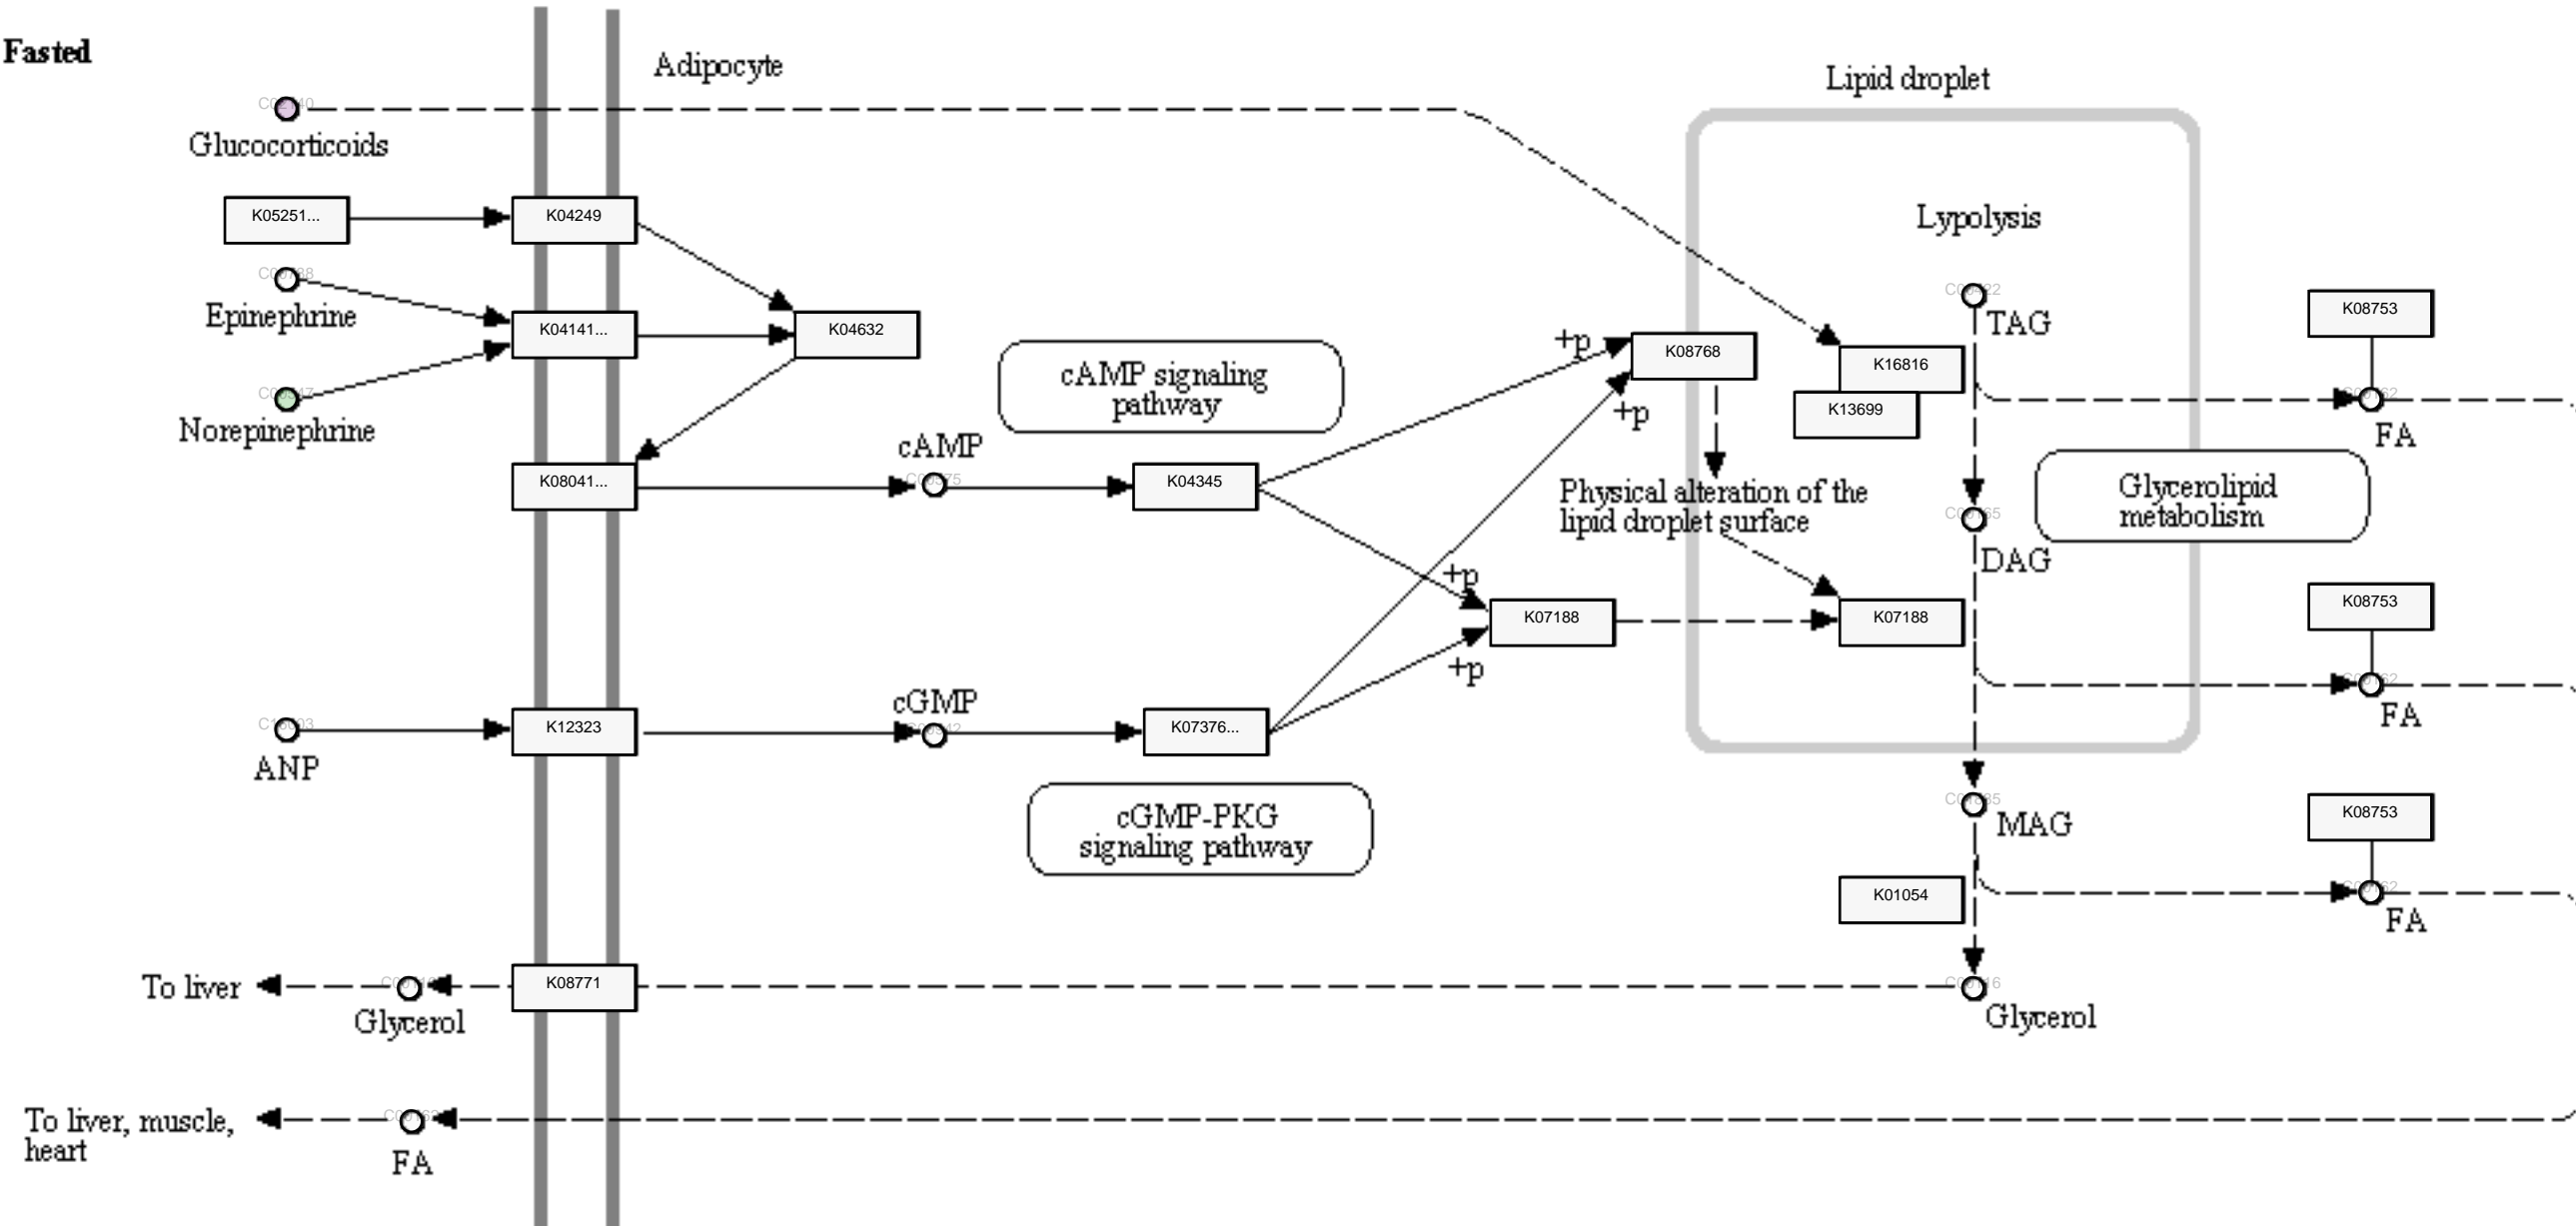 Fasted
Adipocyte
Lipid droplet
Glucocorticoids
K05251...
K04249
Lypolysis
Epinephrine
K04141...
K04632
TAG
K08753
Norepinephrine
cAMP signaling
pathway
+p
K08768
+p
K16816
K13699
FA
K08041...
cAMP
K04345
Physical alteration of the
lipid droplet surface
Glycerolipid
metabolism
DAG
+p
K07188
+p
K07188
K08753
FA
ANP
K12323
cGMP
K07376...
cGMP-PKG
signaling pathway
MAG
K08753
K01054
FA
To liver
Glycerol
K08771
Glycerol
To liver, muscle,
heart
FA